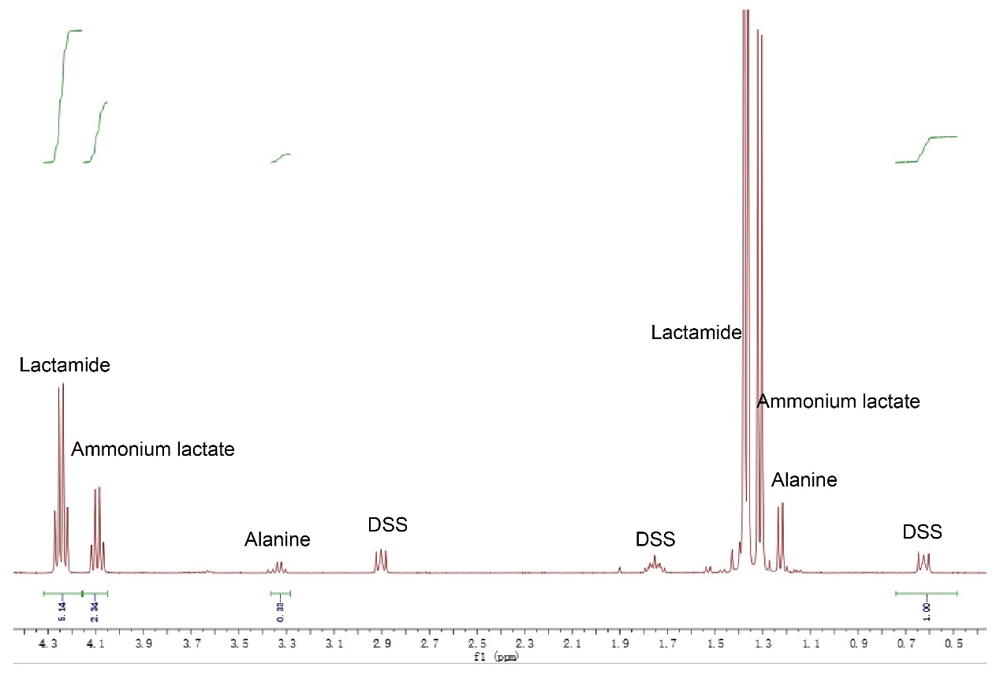 Lactamide
Ammonium lactate
Alanine
DSS
DSS
Lactamide
Ammonium lactate
Alanine
DSS
5.14
2.34
0.33
1.00
4.3 4.1 3.9 3.7 3.5 3.3 3.1 2.9 2.7 2.5 2.3 2.1 1.9 1.7 1.5 1.3 1.1 0.9 0.7 0.5
f1 (ppm)